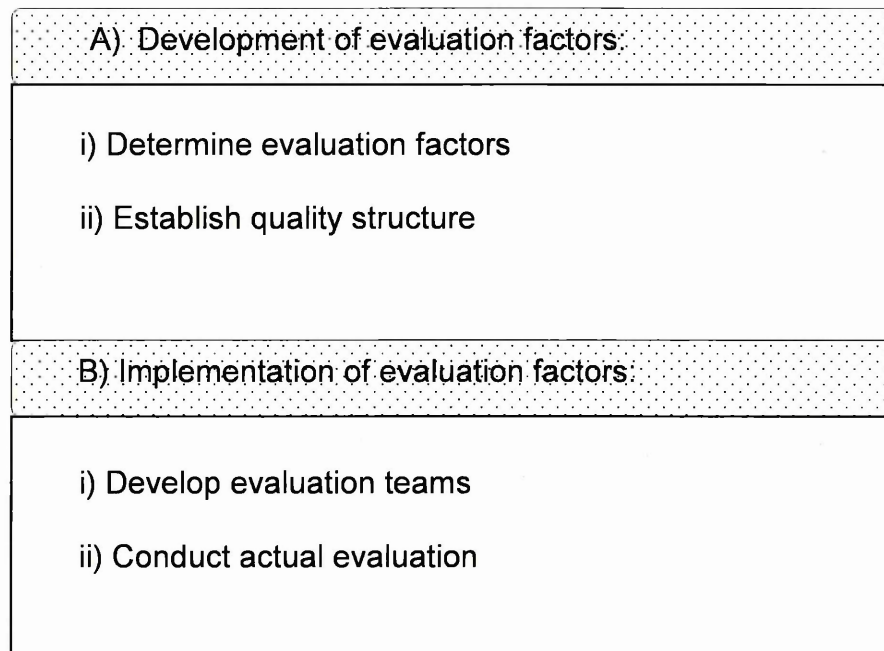 A) Development of evaluation factors:
i) Determine evaluation factors
ii) Establish quality structure
B) Implementation of evaluation factors:
i) Develop evaluation teams
ii) Conduct actual evaluation